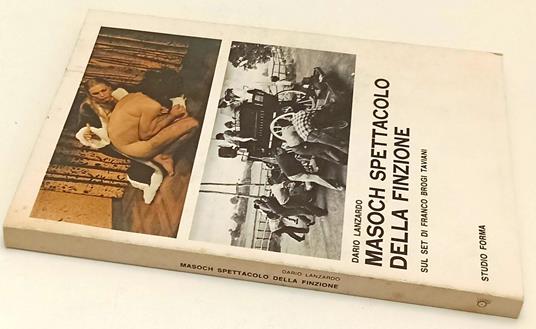 DARIO LANZARDO
MASOCH SPETTACOLO
DELLA FINZIONE
SUL SET DI FRANCO BROGI TAVIANI
STUDIO FORMA
DARIO LANZARDO
MASOCH SPETTACOLO DELLA FINZIONE